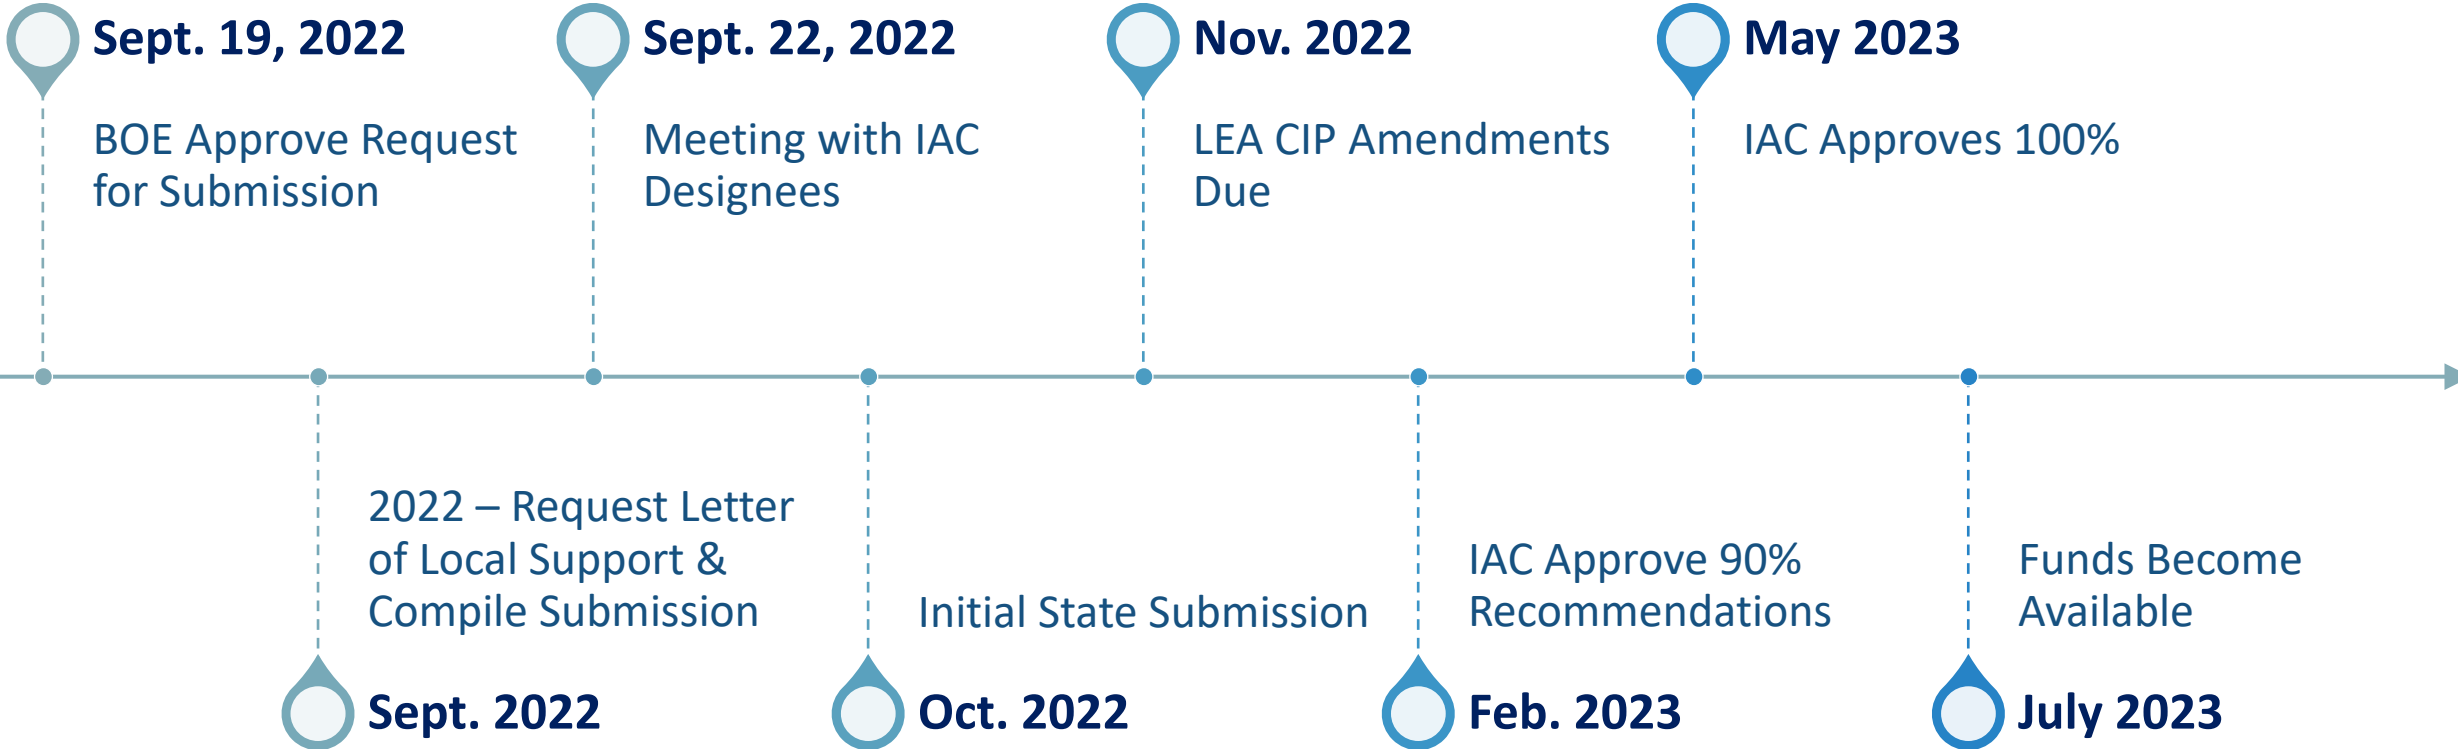 Sept. 19, 2022
BOE Approve Request
for Submission
Sept. 2022
2022 – Request Letter
of Local Support &
Compile Submission
Sept. 22, 2022
Meeting with IAC
Designees
Oct. 2022
Initial State Submission
Nov. 2022
LEA CIP Amendments
Due
Feb. 2023
IAC Approve 90%
Recommendations
May 2023
IAC Approves 100%
July 2023
Funds Become
Available